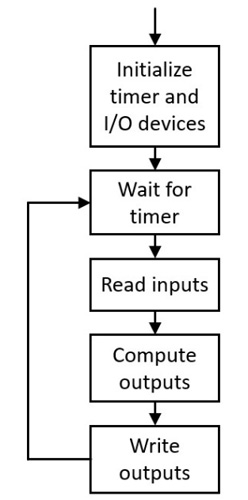 Initialize
timer and
I/O devices
Wait for
timer
Read inputs
Compute
outputs
Write
outputs